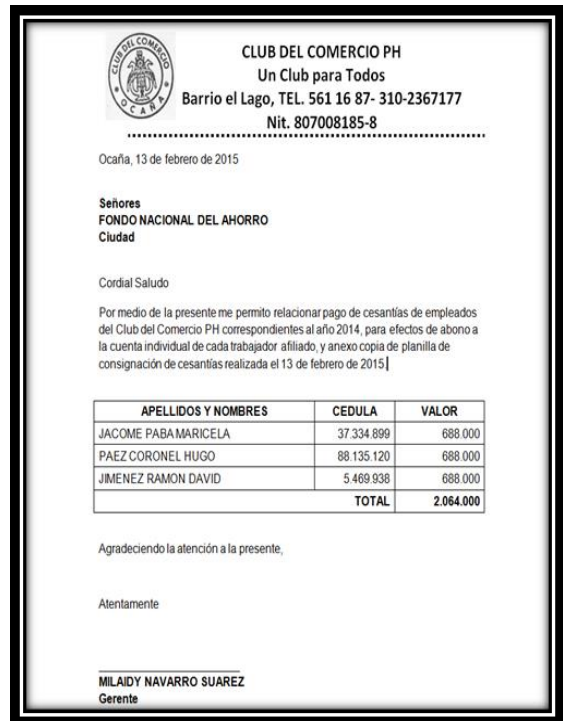 CLUB DEL COMERCIO
OCAÑA
CLUB DEL COMERCIO PH
Un Club para Todos
Barrio el Lago, TEL. 561 16 87- 310-2367177
Nit. 807008185-8
Ocaña, 13 de febrero de 2015
Señores
FONDO NACIONAL DEL AHORRO
Ciudad
Cordial Saludo
Por medio de la presente me permito relacionar pago de cesantías de empleados
del Club del Comercio PH correspondientes al año 2014, para efectos de abono a
la cuenta individual de cada trabajador afiliado, y anexo copia de planilla de
consignación de cesantías realizada el 13 de febrero de 2015
APELLIDOS Y NOMBRES CEDULA VALOR
JACOME PABA MARICELA 37.334.899 688.000
PAEZ CORONEL HUGO 88.135.120 688.000
JIMENEZ RAMON DAVID 5.469.938 688.000
TOTAL 2.064.000
Agradeciendo la atención a la presente,
Atentamente
MILAIDY NAVARRO SUAREZ
Gerente